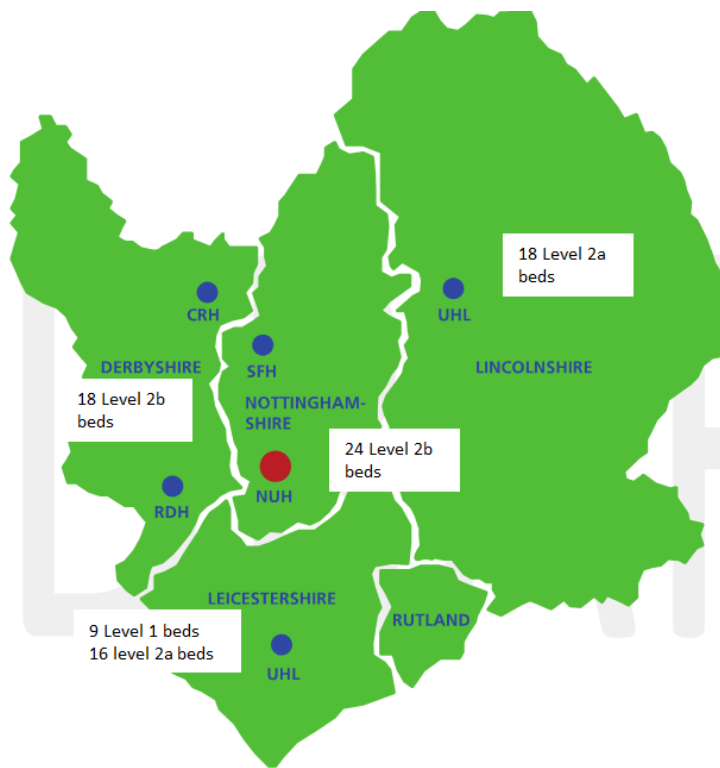 18 Level 2a
beds
CRH
UHL
SFH
DERBYSHIRE
LINCOLNSHIRE
18 Level 2b
beds
NOTTINGHAM-
SHIRE
24 Level 2b
beds
NUH
RDH
LEICESTERSHIRE
RUTLAND
9 Level 1 beds
16 level 2a beds
UHL